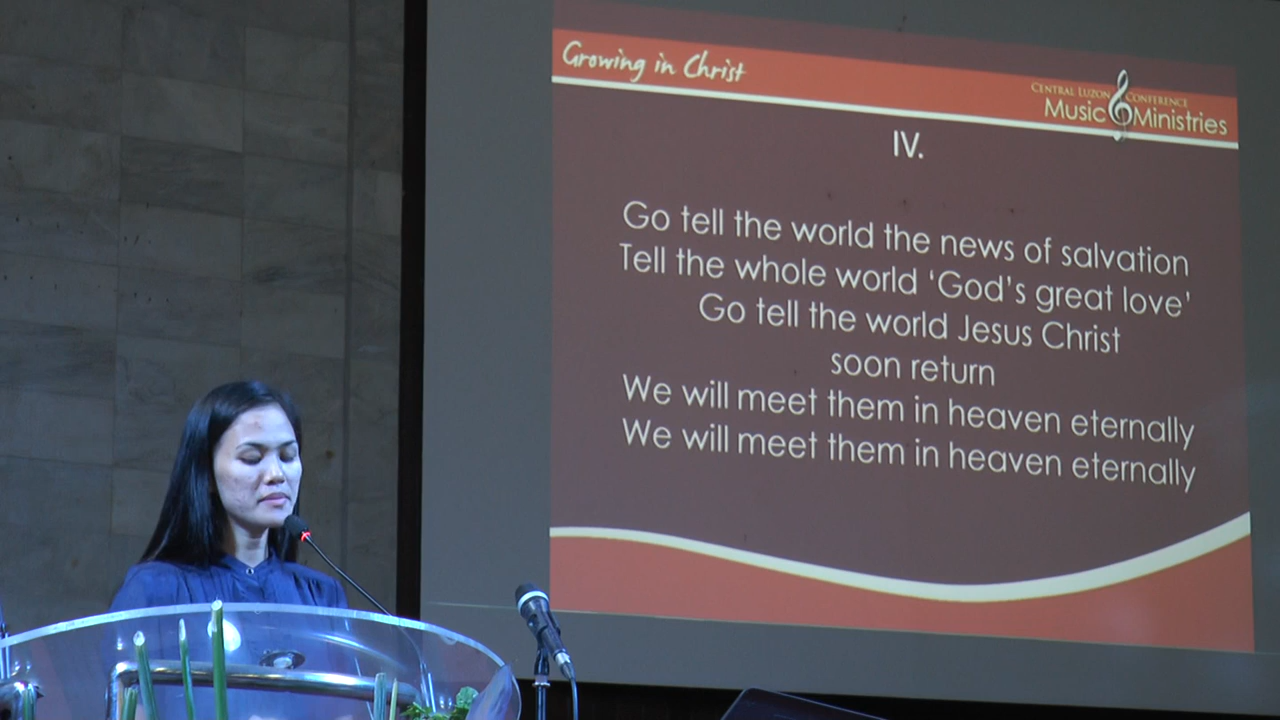 Growing in Christ
CENTRAL LUZON CONFERENCE
Music Ministries
IV.
Go tell the world the news of salvation
Tell the whole world ‘God's great love’
Go tell the world Jesus Christ
soon return
We will meet them in heaven eternally
We will meet them in heaven eternally